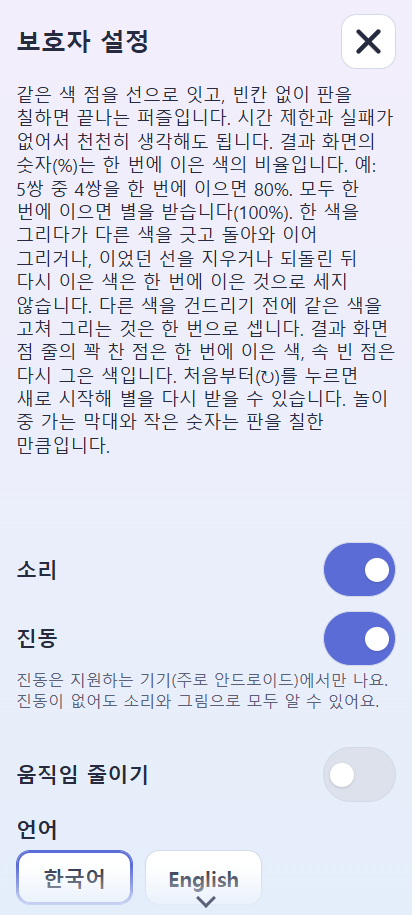 보호자 설정
같은 색 점을 선으로 잇고, 빈칸 없이 판을
칠하면 끝나는 퍼즐입니다. 시간 제한과 실패가
없어서 천천히 생각해도 됩니다. 결과 화면의
숫자(%)는 한 번에 이은 색의 비율입니다. 예:
5쌍 중 4쌍을 한 번에 이으면 80%. 모두 한
번에 이으면 별을 받습니다(100%). 한 색을
그리다가 다른 색을 긋고 돌아와 이어
그리거나, 이었던 선을 지우거나 되돌린 뒤
다시 이은 색은 한 번에 이은 것으로 세지
않습니다. 다른 색을 건드리기 전에 같은 색을
고쳐 그리는 것은 한 번으로 셉니다. 결과 화면
점 줄의 꽉 찬 점은 한 번에 이은 색, 속 빈 점은
다시 그은 색입니다. 처음부터(↻)를 누르면
새로 시작해 별을 다시 받을 수 있습니다. 놀이
중 가는 막대와 작은 숫자는 판을 칠한
만큼입니다.
소리
진동
진동은 지원하는 기기(주로 안드로이드)에서만 나요.
진동이 없어도 소리와 그림으로 모두 알 수 있어요.
움직임 줄이기
언어
한국어 English